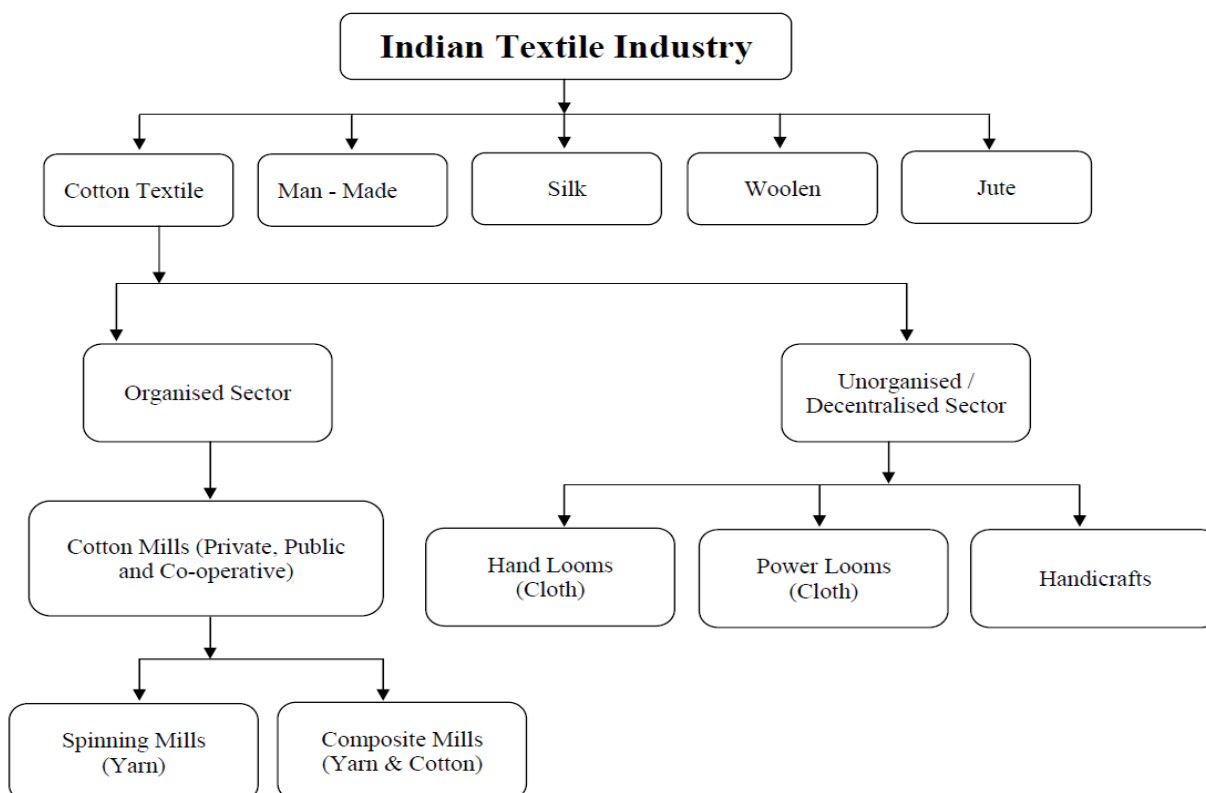 Indian Textile Industry
Cotton Textile
Man - Made
Silk
Woolen
Jute
Organised Sector
Unorganised /
Decentralised Sector
Cotton Mills (Private, Public
and Co-operative)
Hand Looms
(Cloth)
Power Looms
(Cloth)
Handicrafts
Spinning Mills
(Yarn)
Composite Mills
(Yarn & Cotton)